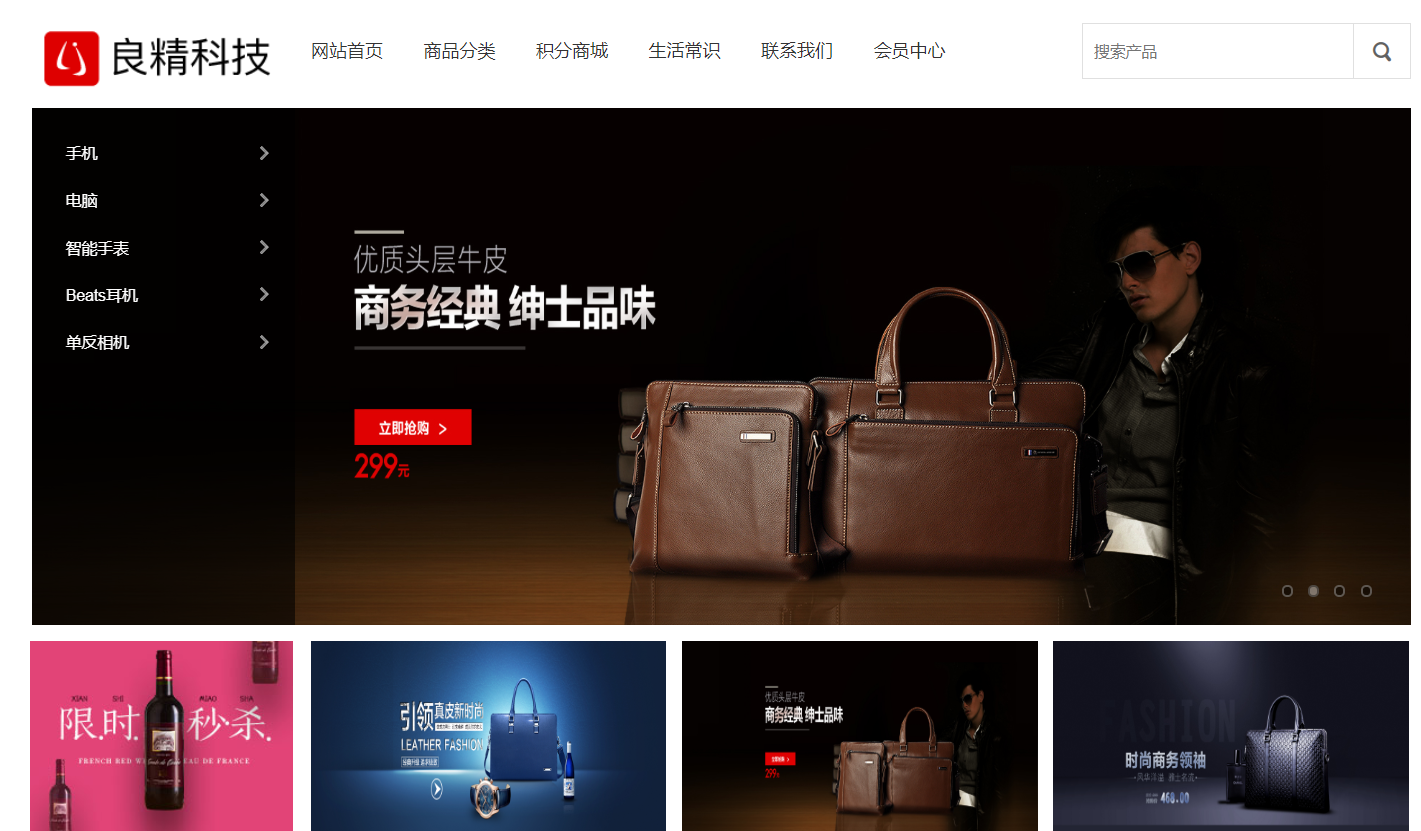 良精科技
网站首页 商品分类 积分商城 生活常识 联系我们 会员中心
搜索产品
手机
电脑
智能手表
Beats耳机
单反相机
优质头层牛皮
商务经典 绅士品味
立即抢购 >
299元
XIAN SHI MIAO SHA
限.时.秒.杀.
FRENCH RED W EAU DE FRANCE
引领真皮新时尚
LEATHER FASHION
优质头层牛皮
商务经典 绅士品味
立即抢购 >
299元
FASHION
时尚商务领袖
468.00